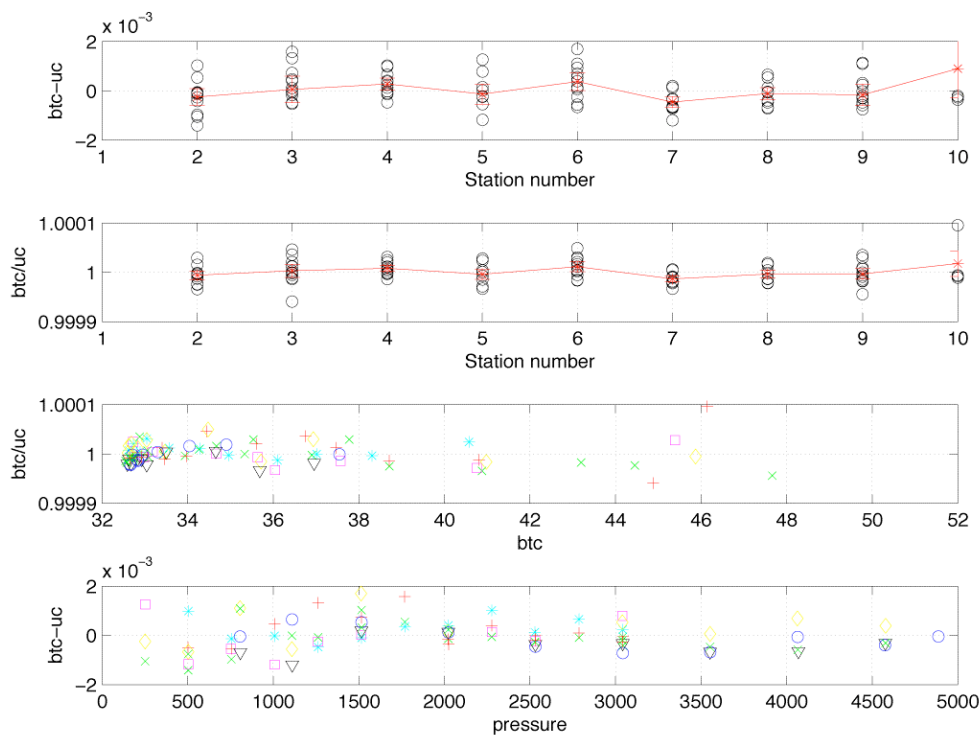 x 10⁻³
2
0
−2
btc−uc
1 2 3 4 5 6 7 8 9 10
Station number
1.0001
1
0.9999
btc/uc
1 2 3 4 5 6 7 8 9 10
Station number
1.0001
1
0.9999
btc/uc
32 34 36 38 40 42 44 46 48 50 52
btc
x 10⁻³
2
0
−2
btc−uc
0 500 1000 1500 2000 2500 3000 3500 4000 4500 5000
pressure